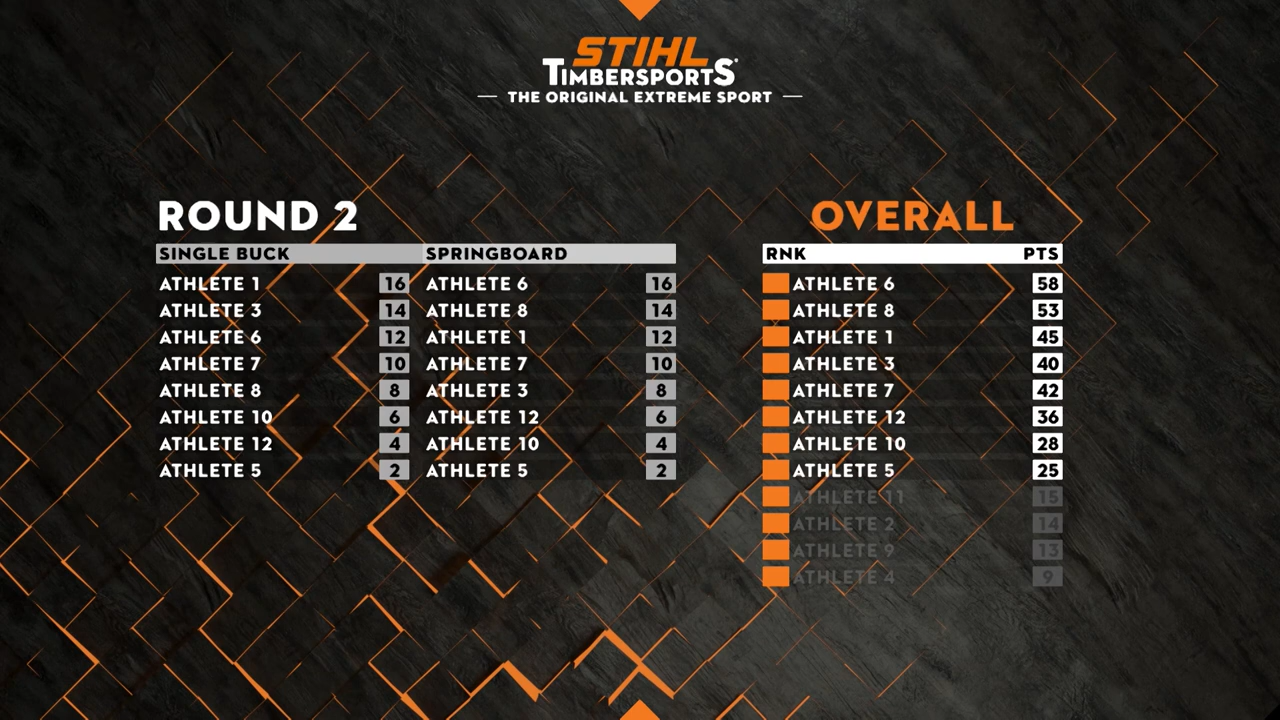 STIHL
TIMBERSPORTS®
THE ORIGINAL EXTREME SPORT
ROUND 2
SINGLE BUCK SPRINGBOARD
ATHLETE 1 16 ATHLETE 6 16
ATHLETE 3 14 ATHLETE 8 14
ATHLETE 6 12 ATHLETE 1 12
ATHLETE 7 10 ATHLETE 7 10
ATHLETE 8 8 ATHLETE 3 8
ATHLETE 10 6 ATHLETE 12 6
ATHLETE 12 4 ATHLETE 10 4
ATHLETE 5 2 ATHLETE 5 2
OVERALL
RNK PTS
ATHLETE 6 58
ATHLETE 8 53
ATHLETE 1 45
ATHLETE 3 40
ATHLETE 7 42
ATHLETE 12 36
ATHLETE 10 28
ATHLETE 5 25
ATHLETE 11 15
ATHLETE 2 14
ATHLETE 9 13
ATHLETE 4 9